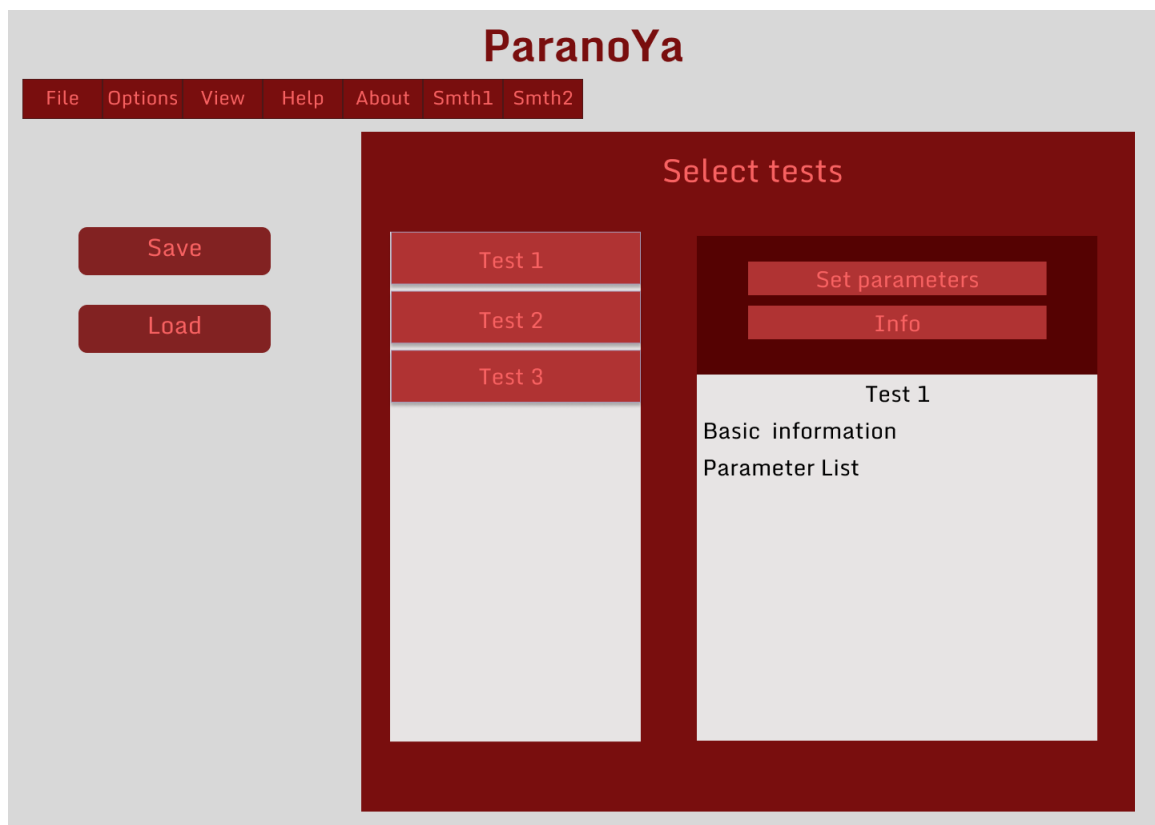 ParanoYa
File Options View Help About Smth1 Smth2
Select tests
Save
Load
Test 1
Test 2
Test 3
Set parameters
Info
Test 1
Basic information
Parameter List